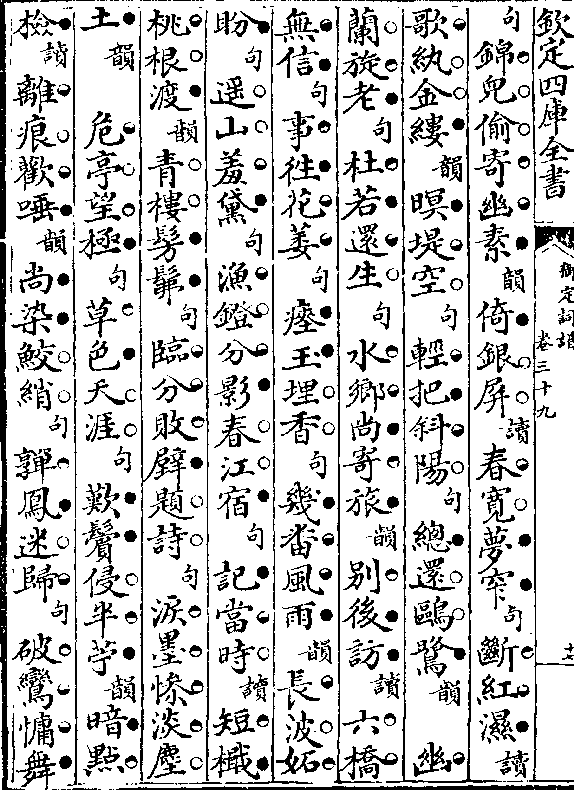 欽定四庫全書
御定詞譜
卷三十九
句錦兒偷寄幽素韻倚銀屏讀春寬夢窄句斷紅濕讀
歌紈金縷韻暝堤空句輕把斜陽句總還鷗鷺韻幽
蘭旋老句杜若還生句水鄉尚寄旅韻别後訪讀六橋
無信句事往花萎句瘞玉埋香句幾番風雨韻長波妬
盼句遥山羞黛句漁鐙分影春江宿句記當時讀短檝
桃根渡韻青樓髣髴句臨分敗壁題詩句淚墨慘淡塵
土韻危亭望極句草色天涯句歎鬢侵半苧韻暗點
檢讀離痕歡唾韻尚染鮫綃句嚲鳳迷歸句破鸞慵舞